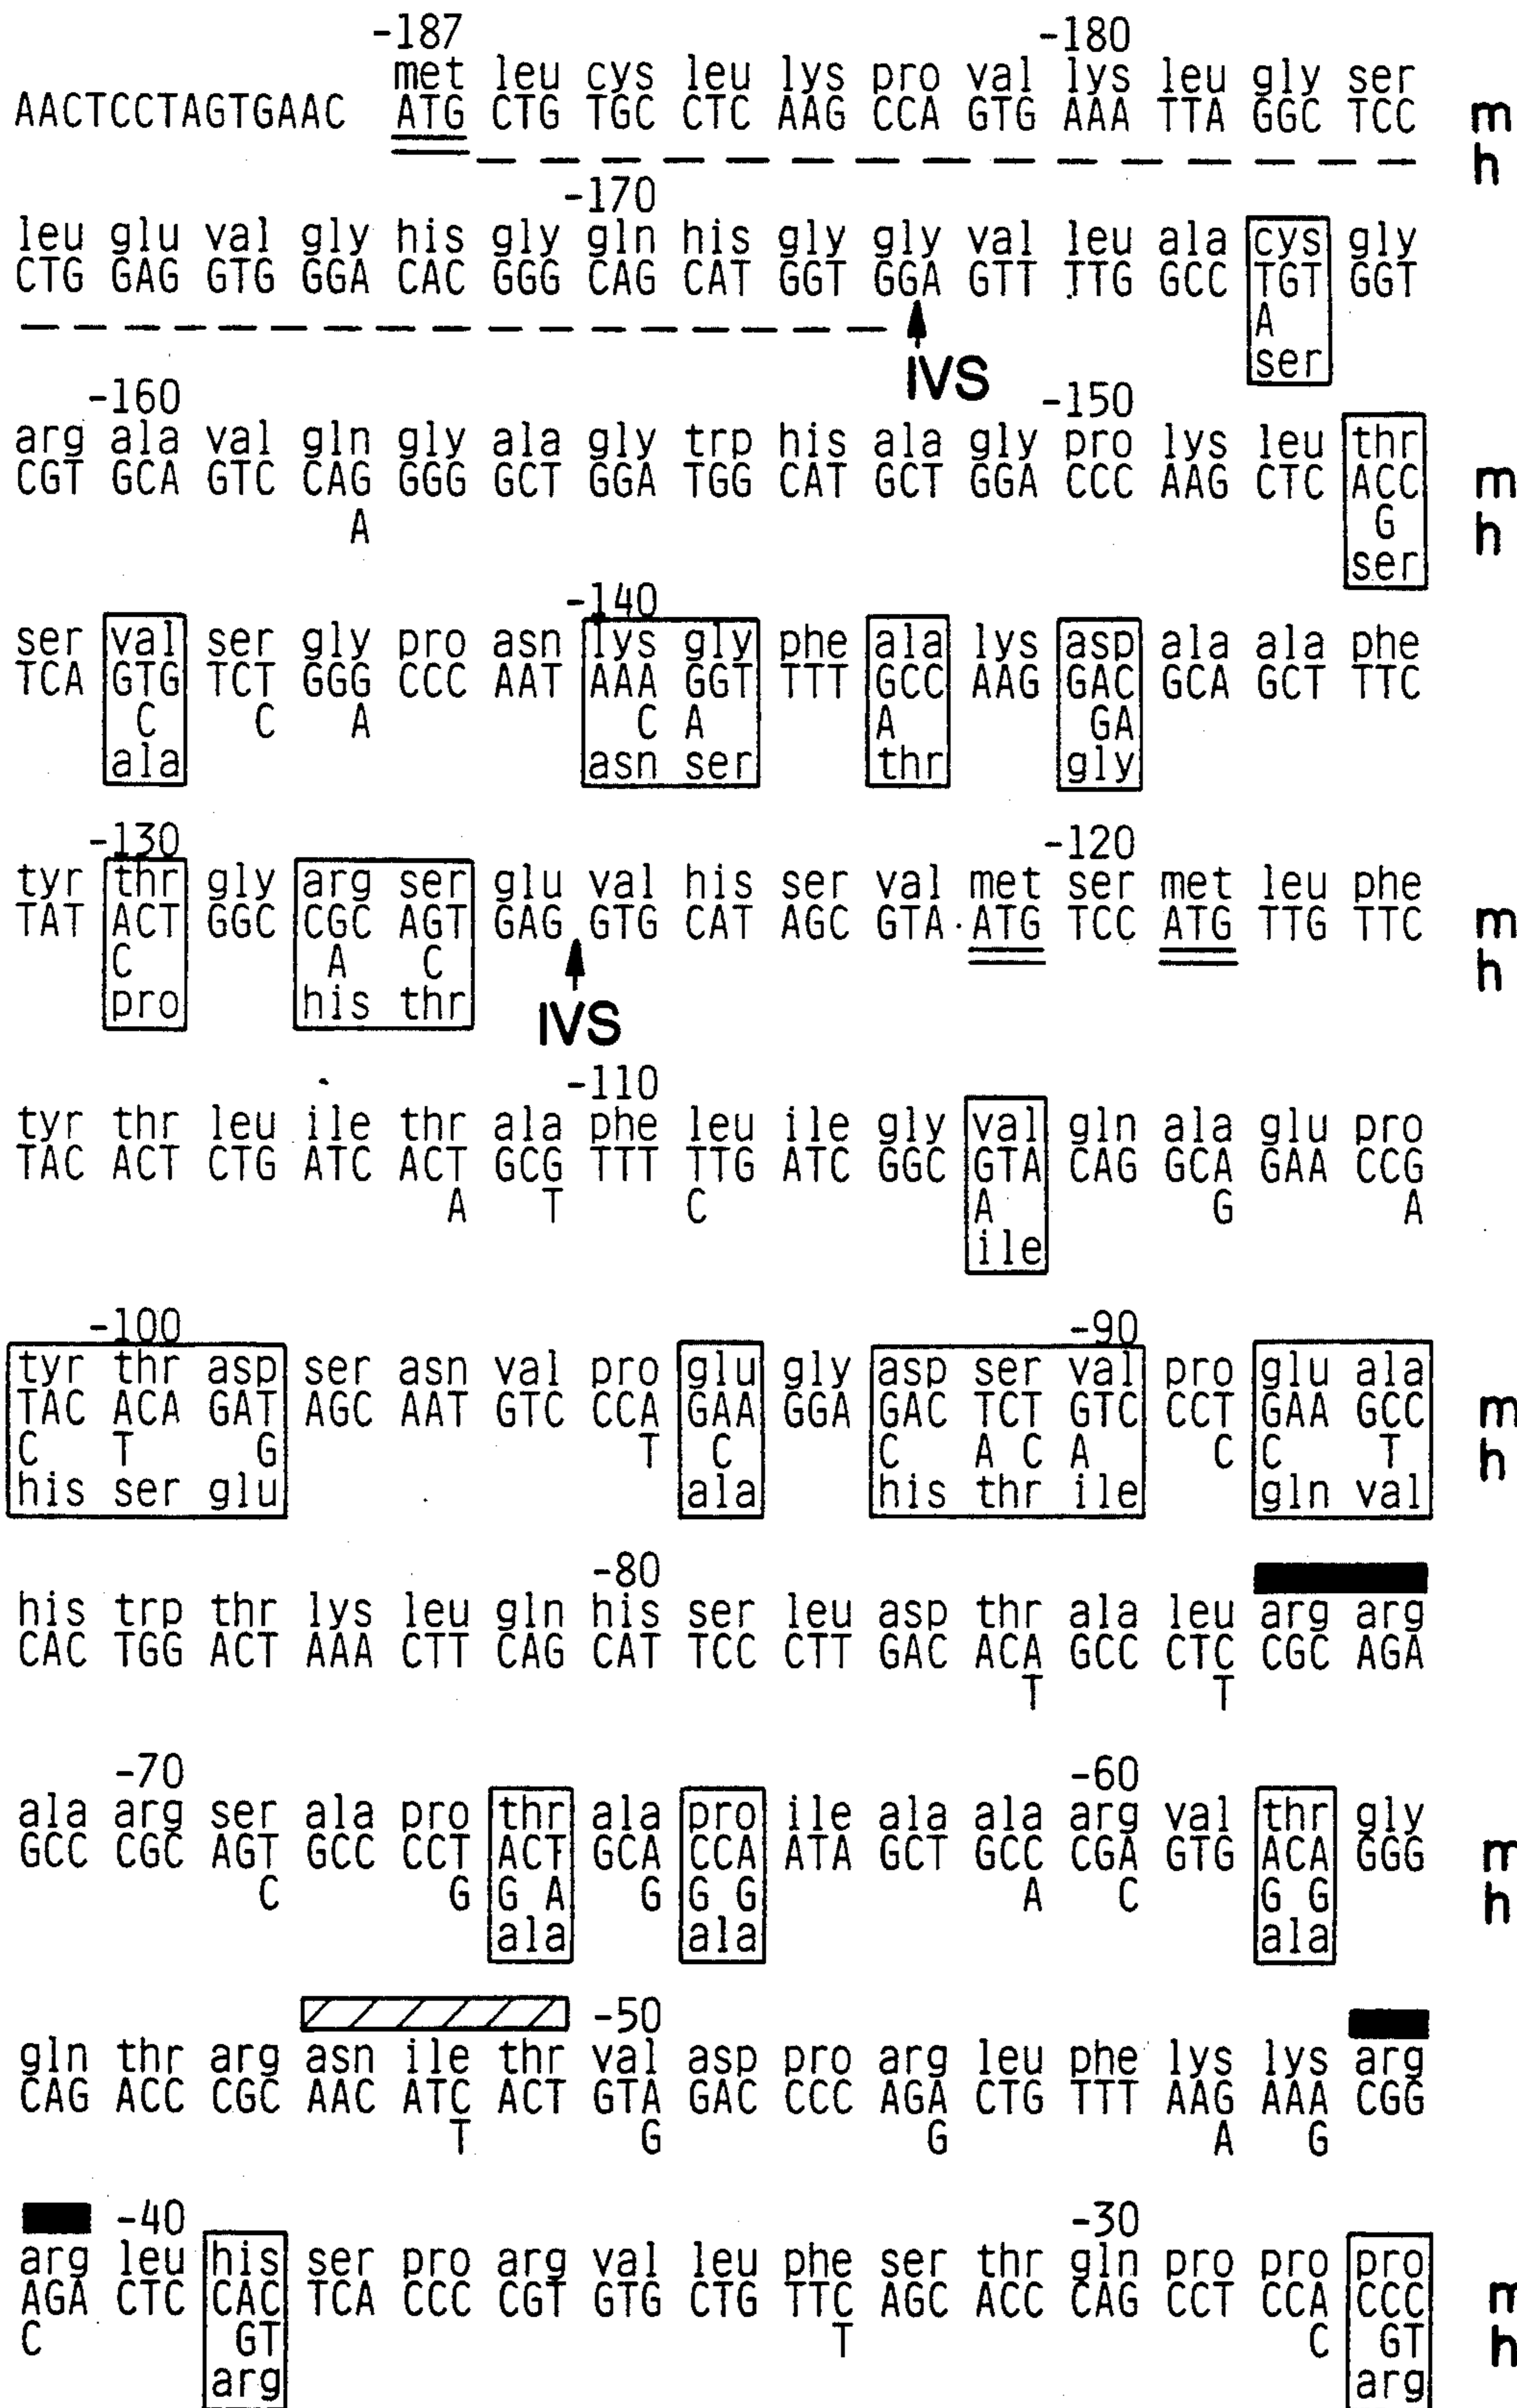 -187 -180
met leu cys leu lys pro val lys leu gly ser
AACTCCTAGTGAAC ATG CTG TGC CTC AAG CCA GTG AAA TTA GGC TCC m
h
-170
leu glu val gly his gly gln his gly gly val leu ala cys gly
CTG GAG GTG GGA CAC GGG CAG CAT GGT GGA GTT TTG GCC TGT GGT
A
ser
IVS
-160 -150
arg ala val gln gly ala gly trp his ala gly pro lys leu thr
CGT GCA GTC CAG GGG GCT GGA TGG CAT GCT GGA CCC AAG CTC ACC m
A G h
ser
-140
ser val ser gly pro asn lys gly phe ala lys asp ala ala phe
TCA GTG TCT GGG CCC AAT AAA GGT TTT GCC AAG GAC GCA GCT TTC
C C A C A A GA
ala asn ser thr gly
-130 -120
tyr thr gly arg ser glu val his ser val met ser met leu phe
TAT ACT GGC CGC AGT GAG GTG CAT AGC GTA ATG TCC ATG TTG TTC m
C A C h
pro his thr
IVS
-110
tyr thr leu ile thr ala phe leu ile gly val gln ala glu pro
TAC ACT CTG ATC ACT GCG TTT TTG ATC GGC GTA CAG GCA GAA CCG
A T C A G A
ile
-100 -90
tyr thr asp ser asn val pro glu gly asp ser val pro glu ala
TAC ACA GAT AGC AAT GTC CCA GAA GGA GAC TCT GTC CCT GAA GCC m
C T G T C C A C A C C T h
his ser glu ala his thr ile gln val
-80
his trp thr lys leu gln his ser leu asp thr ala leu arg arg
CAC TGG ACT AAA CTT CAG CAT TCC CTT GAC ACA GCC CTC CGC AGA
T T
-70 -60
ala arg ser ala pro thr ala pro ile ala ala arg val thr gly
GCC CGC AGT GCC CCT ACT GCA CCA ATA GCT GCC CGA GTG ACA GGG m
C G G A G G G A C G G h
ala ala ala
-50
gln thr arg asn ile thr val asp pro arg leu phe lys lys arg
CAG ACC CGC AAC ATC ACT GTA GAC CCC AGA CTG TTT AAG AAA CGG
T G G A G
-40 -30
arg leu his ser pro arg val leu phe ser thr gln pro pro pro
AGA CTC CAC TCA CCC CGT GTG CTG TTC AGC ACC CAG CCT CCA CCC m
C GT T C GT h
arg arg